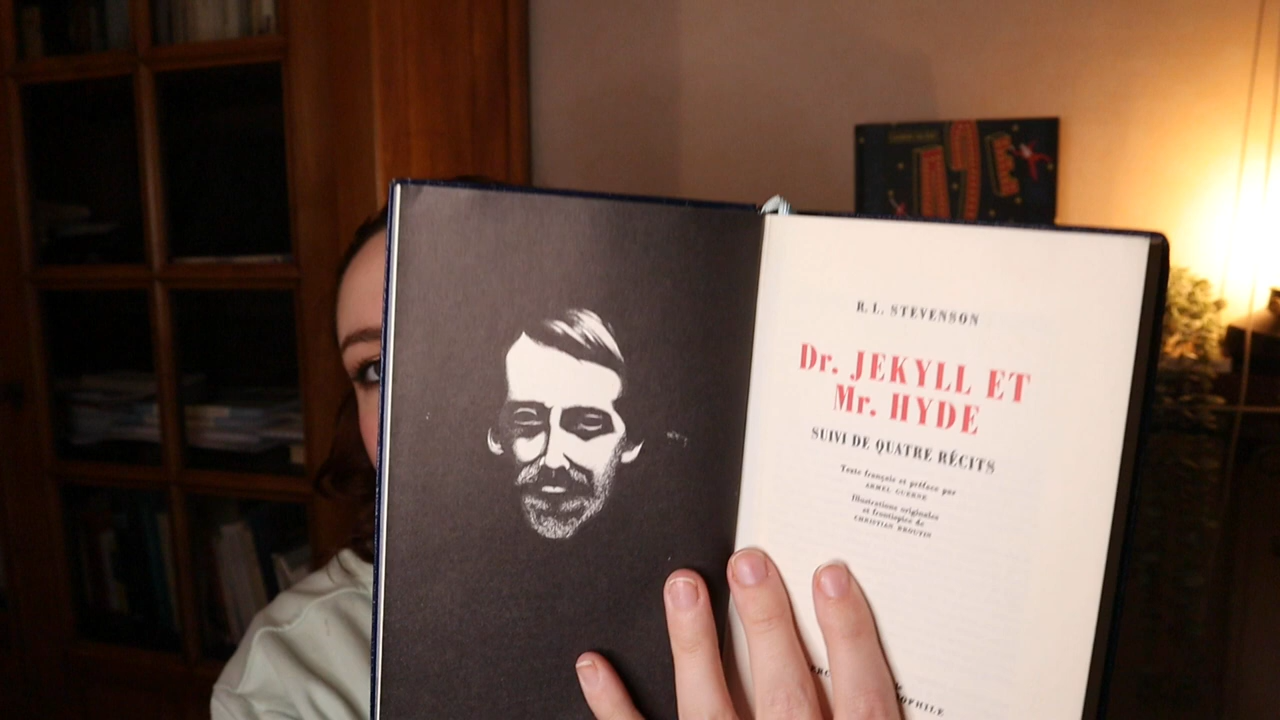 R. L. STEVENSON
Dr. JEKYLL ET
Mr. HYDE
SUIVI DE QUATRE RÉCITS
Texte français et préface par
ARMEL GUERNE
Illustrations originales
et frontispice de
CHRISTIAN BROUTIN